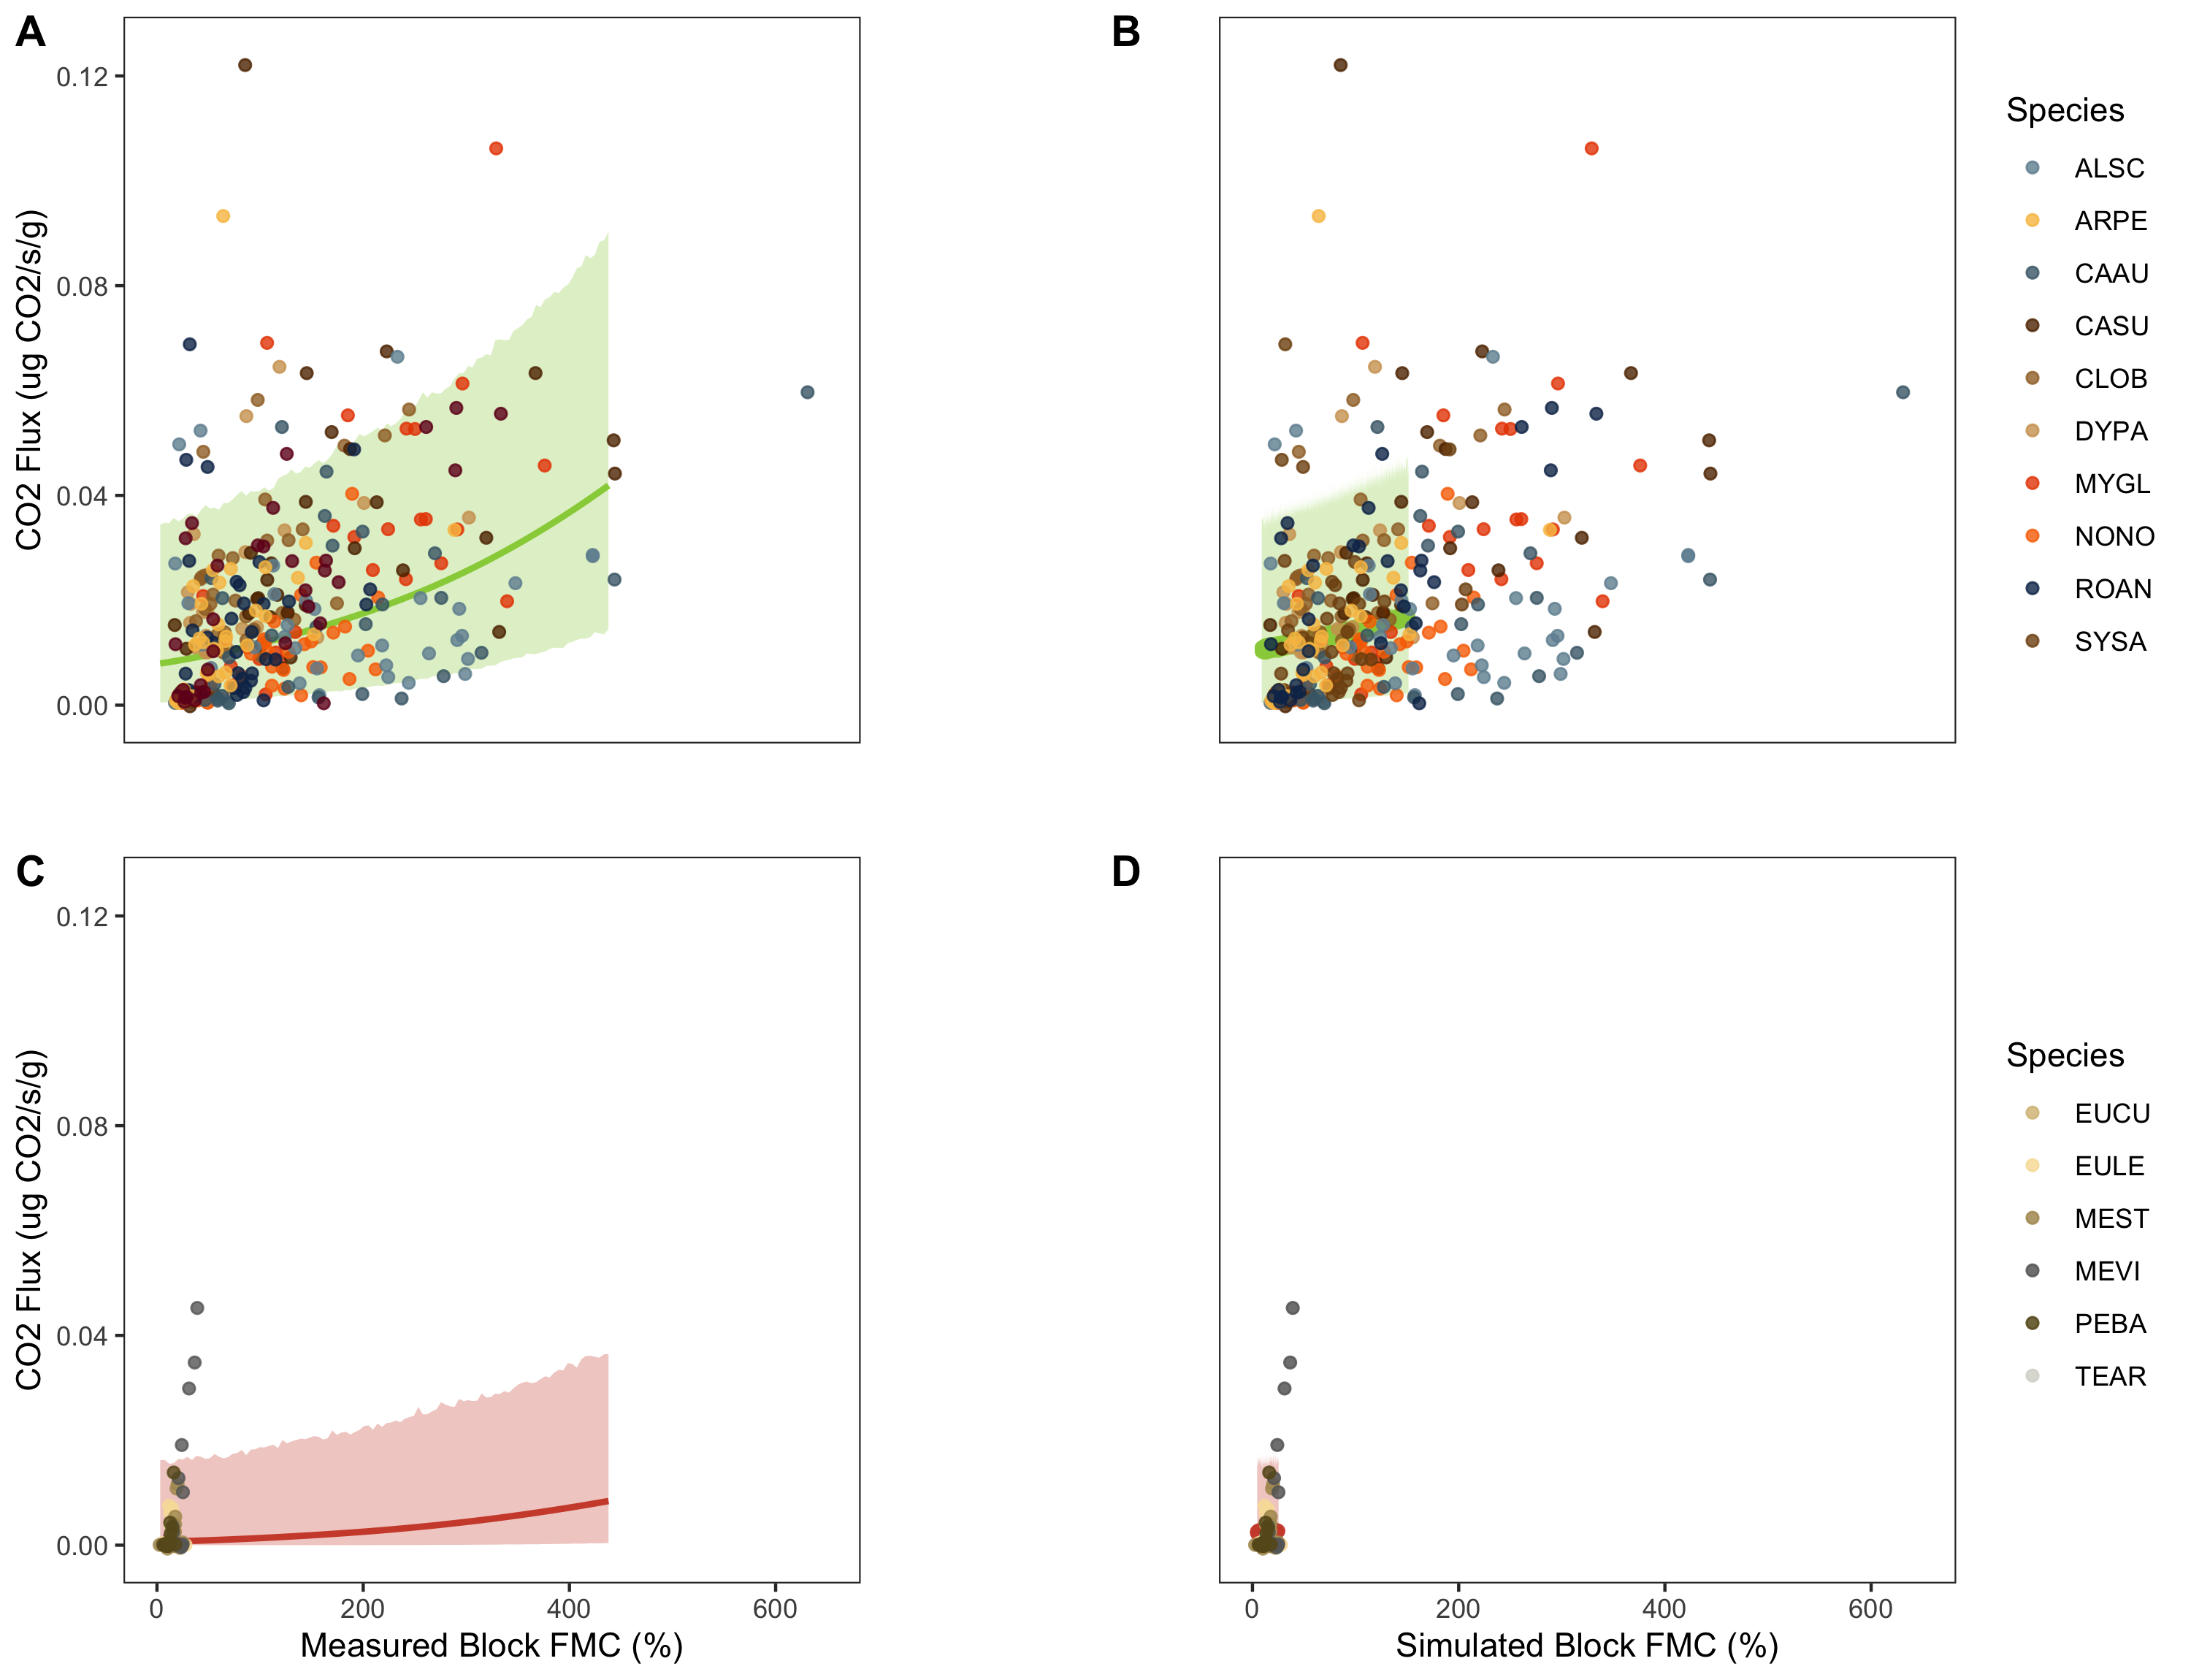 A
B
0.12
0.08
0.04
0.00
CO2 Flux (ug CO2/s/g)
Species
ALSC
ARPE
CAAU
CASU
CLOB
DYPA
MYGL
NONO
ROAN
SYSA
C
D
0.12
0.08
0.04
0.00
CO2 Flux (ug CO2/s/g)
Species
EUCU
EULE
MEST
MEVI
PEBA
TEAR
0 200 400 600
0 200 400 600
Measured Block FMC (%)
Simulated Block FMC (%)